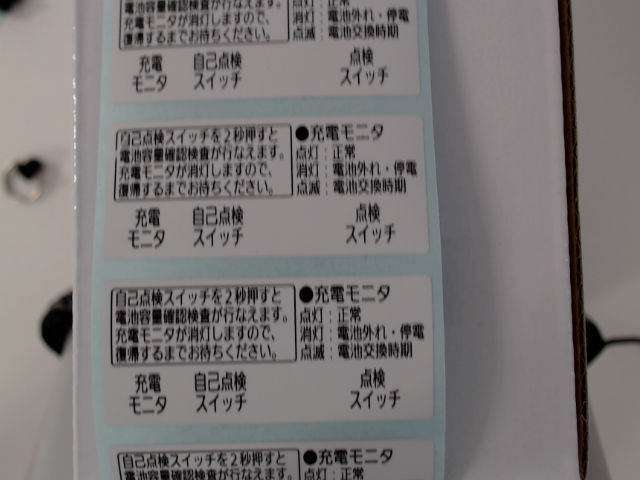 電池容量確認検査が行なえます。
充電モニタが消灯しますので、
復帰するまでお待ちください。
点灯：正常
消灯：電池外れ・停電
点滅：電池交換時期
充電モニタ
自己点検スイッチ
点検スイッチ
自己点検スイッチを2秒押すと
電池容量確認検査が行なえます。
充電モニタが消灯しますので、
復帰するまでお待ちください。
●充電モニタ
点灯：正常
消灯：電池外れ・停電
点滅：電池交換時期
充電
モニタ
自己点検
スイッチ
点検
スイッチ
自己点検スイッチを2秒押すと
電池容量確認検査が行なえます。
充電モニタが消灯しますので、
復帰するまでお待ちください。
●充電モニタ
点灯：正常
消灯：電池外れ・停電
点滅：電池交換時期
充電
モニタ
自己点検
スイッチ
点検
スイッチ
自己点検スイッチを2秒押すと
電池容量確認検査が行なえます。
●充電モニタ
点灯：正常